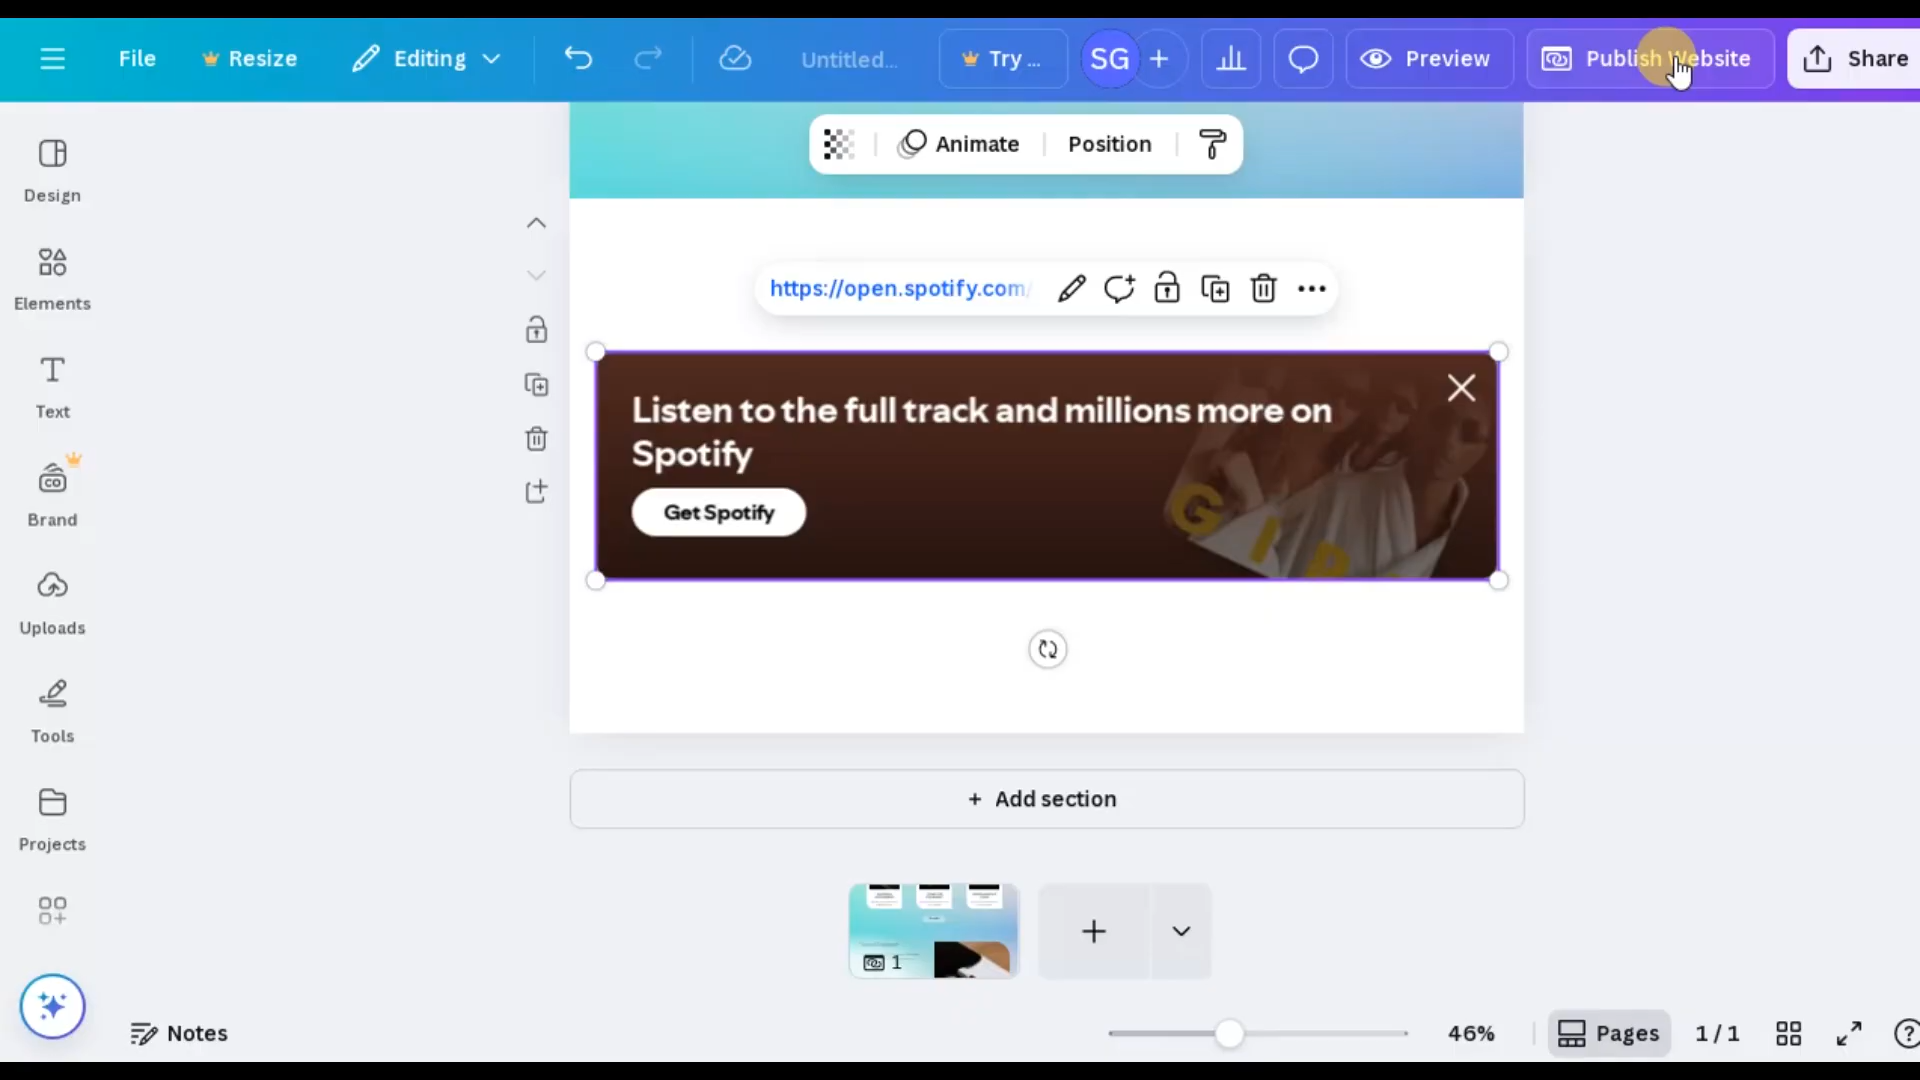 File
Resize
Editing
Untitled...
Try ...
SG
Preview
Publish Website
Share
Animate
Position
Design
Elements
Text
Brand
Uploads
Tools
Projects
https://open.spotify.com/
Listen to the full track and millions more on
Spotify
Get Spotify
G I R
+ Add section
1
Notes
46%
Pages
1 / 1